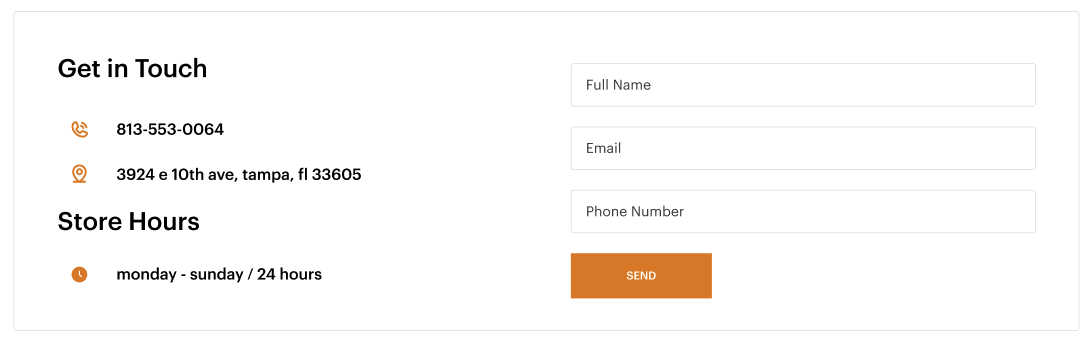 Get in Touch
813-553-0064
3924 e 10th ave, tampa, fl 33605
Store Hours
monday - sunday / 24 hours
Full Name
Email
Phone Number
SEND